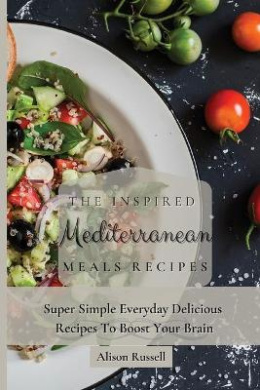 THE INSPIRED
Mediterranean
MEALS RECIPES
Super Simple Everyday Delicious
Recipes To Boost Your Brain
Alison Russell